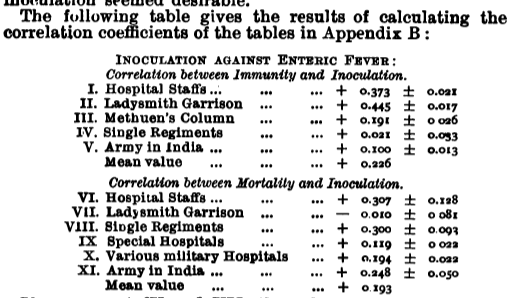 The following table gives the results of calculating the
correlation coefficients of the tables in Appendix B :
INOCULATION AGAINST ENTERIC FEVER :
Correlation between Immunity and Inoculation.
I. Hospital Staffs ... ... ... + 0.373 ± 0.021
II. Ladysmith Garrison ... ... + 0.445 ± 0.017
III. Methuen's Column ... ... + 0.191 ± 0 026
IV. Single Regiments ... ... + 0.021 ± 0.033
V. Army in India ... ... ... + 0.100 ± 0.013
Mean value ... ... ... + 0.226
Correlation between Mortality and Inoculation.
VI. Hospital Staffs ... ... ... + 0.307 ± 0.128
VII. Ladysmith Garrison ... ... — 0.010 ± 0 081
VIII. Single Regiments ... ... + 0.300 ± 0.093
IX Special Hospitals ... ... + 0.119 ± 0 022
X. Various military Hospitals ... + 0.194 ± 0.022
XI. Army in India ... ... ... + 0.248 ± 0.050
Mean value ... ... ... + 0 193